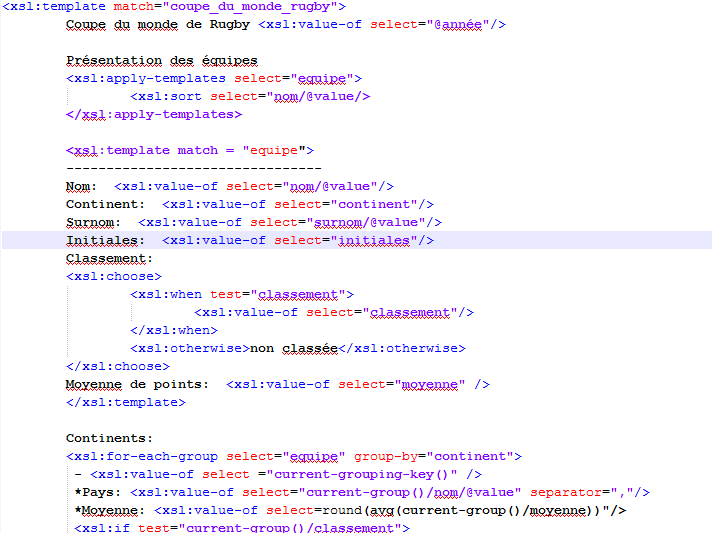 <xsl:template match="coupe_du_monde_rugby">
Coupe du monde de Rugby <xsl:value-of select="@année"/>
Présentation des équipes
<xsl:apply-templates select="equipe">
<xsl:sort select="nom/@value/>
</xsl:apply-templates>
<xsl:template match = "equipe">
--------------------------------
Nom:  <xsl:value-of select="nom/@value"/>
Continent:  <xsl:value-of select="continent"/>
Surnom:  <xsl:value-of select="surnom/@value"/>
Initiales:  <xsl:value-of select="initiales"/>
Classement:
<xsl:choose>
<xsl:when test="classement">
<xsl:value-of select="classement"/>
</xsl:when>
<xsl:otherwise>non classée</xsl:otherwise>
</xsl:choose>
Moyenne de points:  <xsl:value-of select="moyenne" />
</xsl:template>
Continents:
<xsl:for-each-group select="equipe" group-by="continent">
- <xsl:value-of select ="current-grouping-key()" />
*Pays: <xsl:value-of select="current-group()/nom/@value" separator=","/>
*Moyenne: <xsl:value-of select=round(avg(current-group()/moyenne))"/>
<xsl:if test="current-group()/classement">